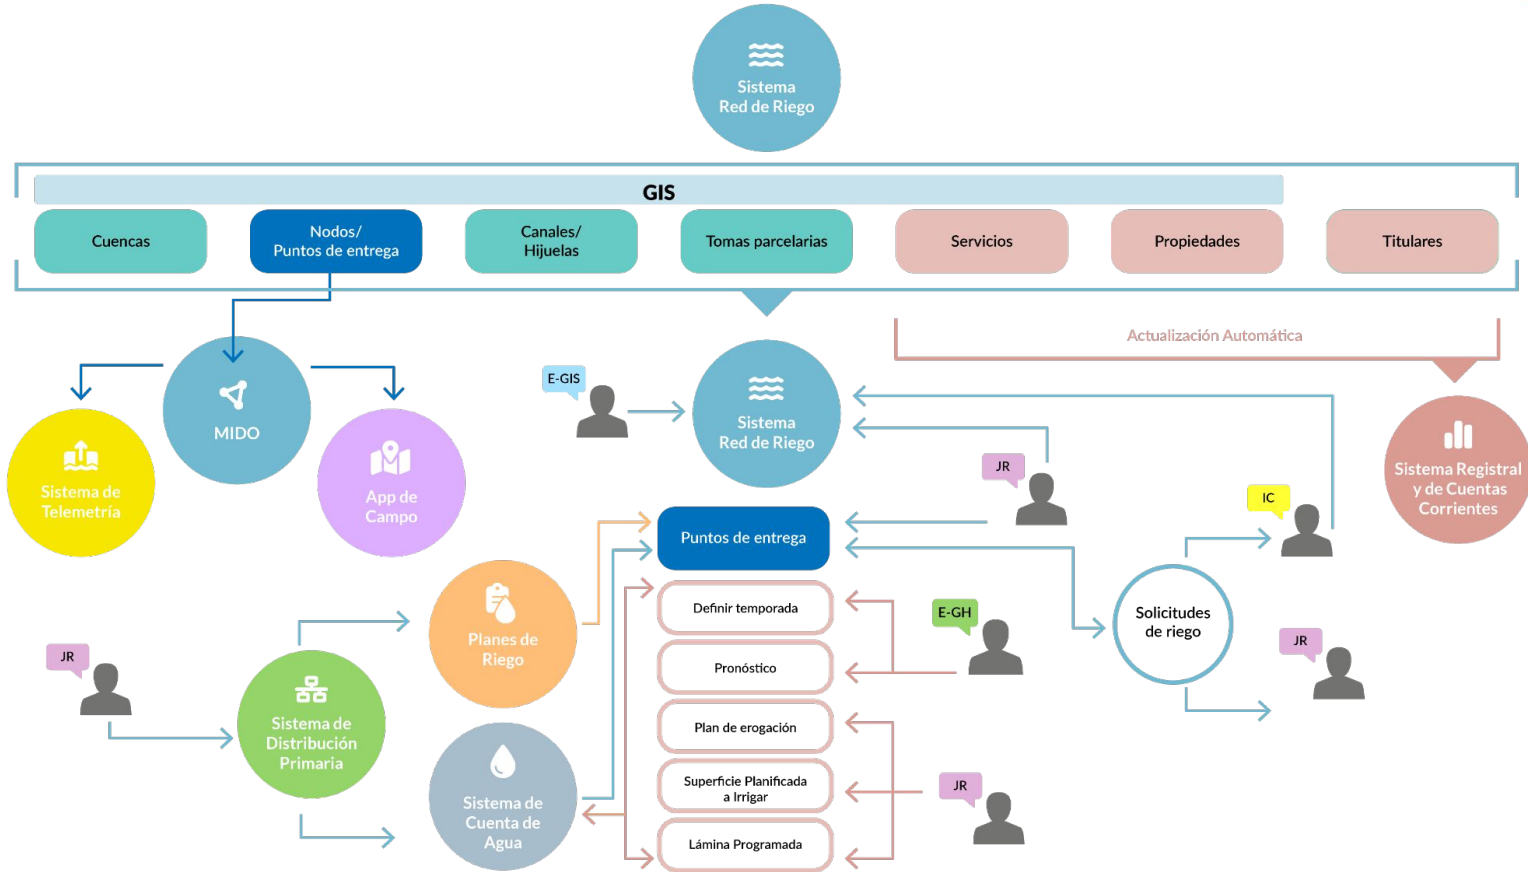 Sistema
Red de Riego
GIS
Cuencas
Nodos/
Puntos de entrega
Canales/
Hijuelas
Tomas parcelarias
Servicios
Propiedades
Titulares
Actualización Automática
E-GIS
MIDO
Sistema
Red de Riego
JR
Sistema Registral
y de Cuentas
Corrientes
Sistema de
Telemetría
App de
Campo
IC
Puntos de entrega
Planes de
Riego
Definir temporada
E-GH
Solicitudes
de riego
JR
JR
Pronóstico
Sistema de
Distribución
Primaria
Plan de erogación
Superficie Planificada
a Irrigar
JR
Sistema de
Cuenta de
Agua
Lámina Programada